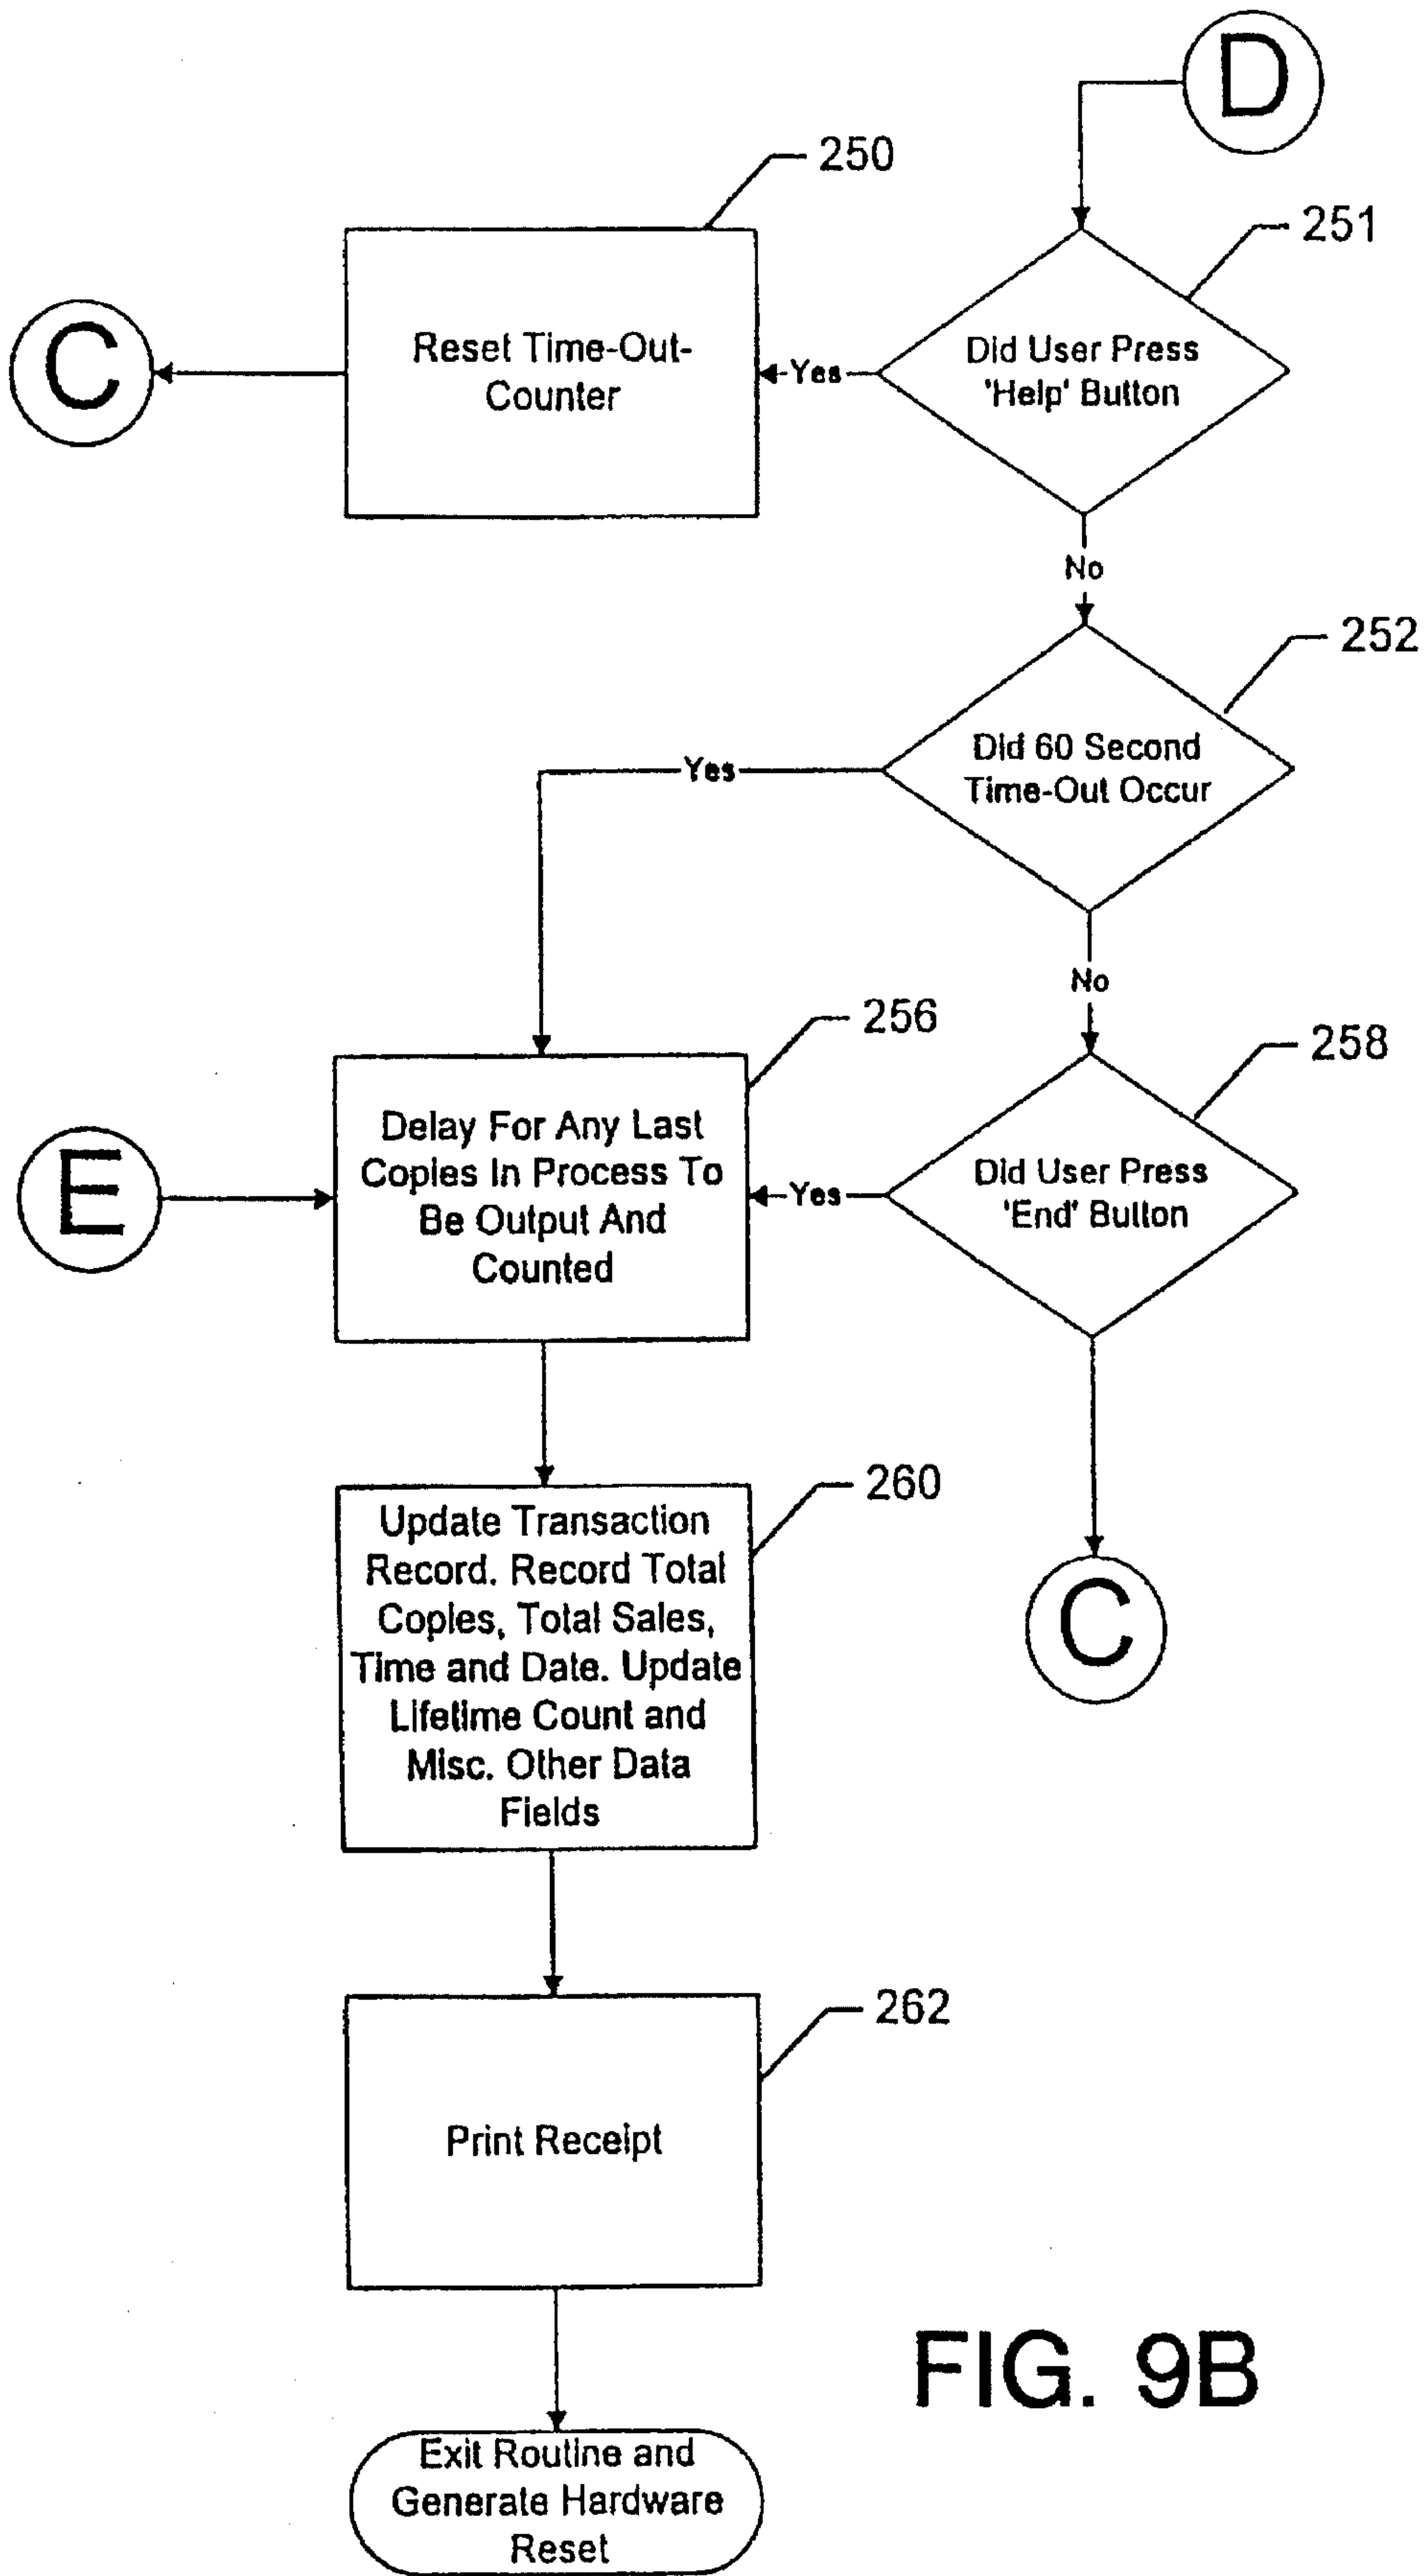 D
250
251
C
Reset Time-Out-
Counter
Yes
Did User Press
'Help' Button
No
252
Did 60 Second
Time-Out Occur
Yes
No
256
258
E
Delay For Any Last
Copies In Process To
Be Output And
Counted
Yes
Did User Press
'End' Button
260
Update Transaction
Record. Record Total
Copies, Total Sales,
Time and Date. Update
Lifetime Count and
Misc. Other Data
Fields
C
262
Print Receipt
FIG. 9B
Exit Routine and
Generate Hardware
Reset